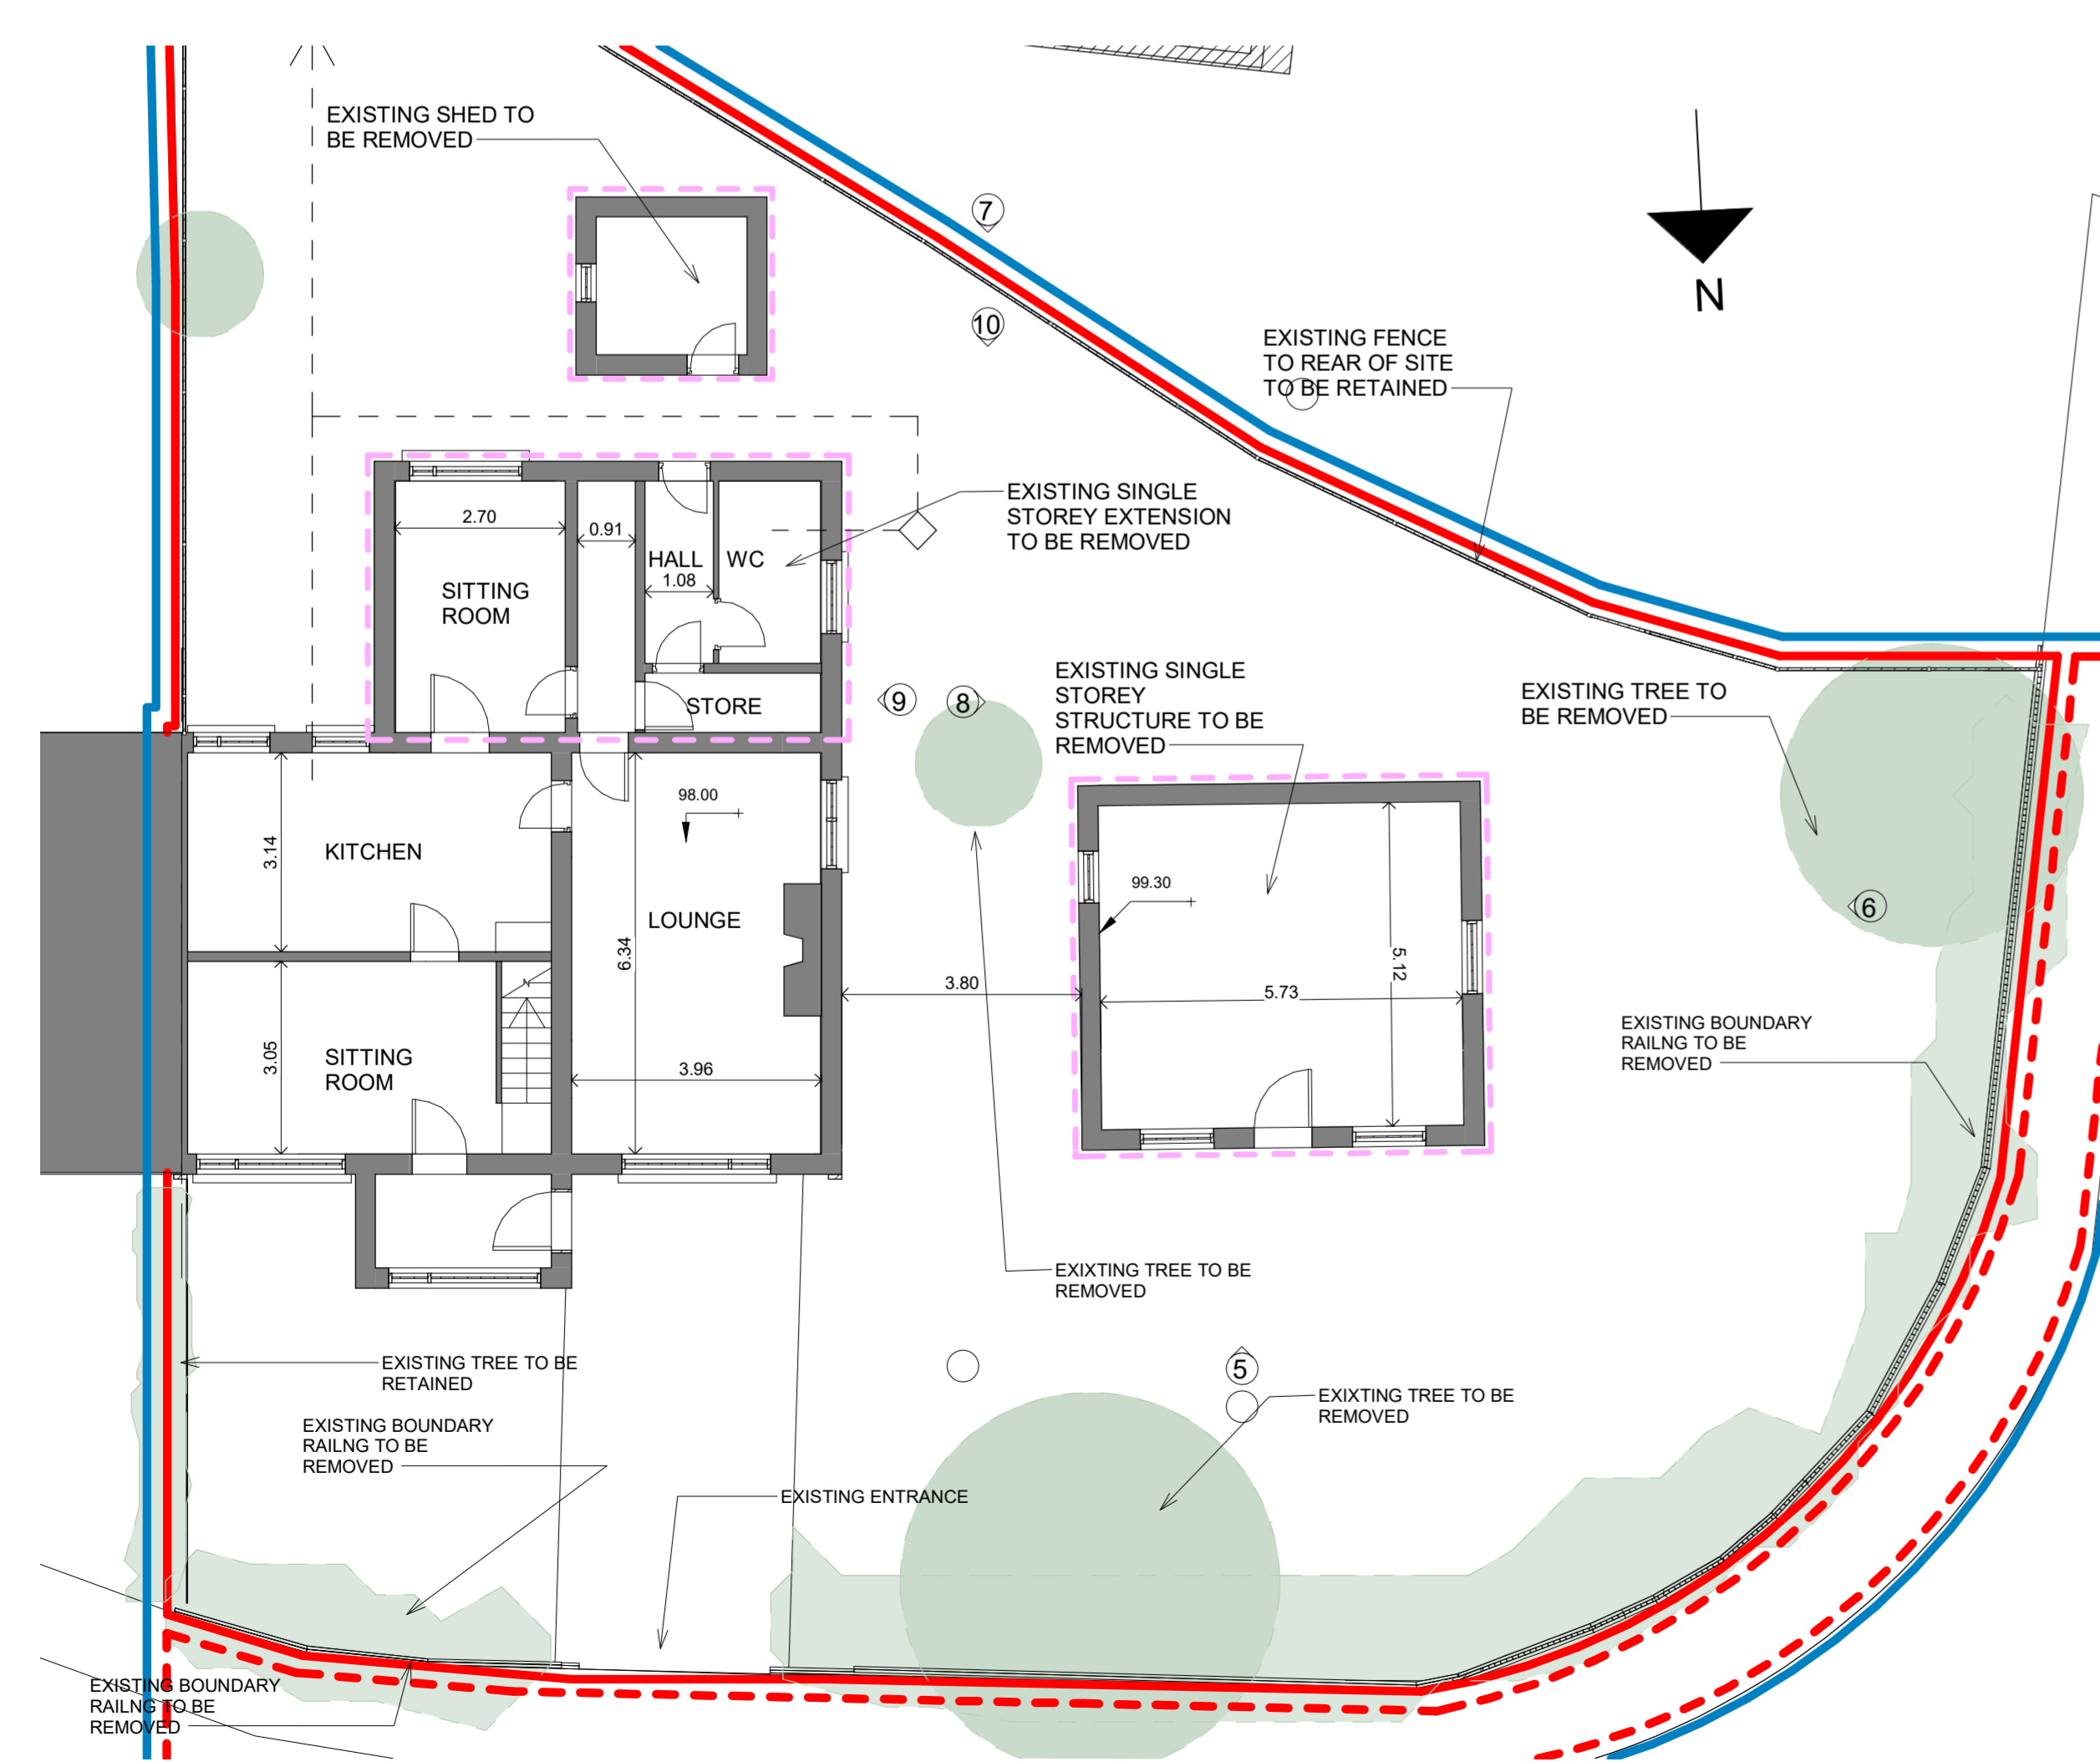 EXISTING SHED TO
BE REMOVED
7
10
N
EXISTING FENCE
TO REAR OF SITE
TO BE RETAINED
EXISTING SINGLE
STOREY EXTENSION
TO BE REMOVED
2.70
0.91
HALL
WC
1.08
SITTING
ROOM
STORE
9
8
EXISTING SINGLE
STOREY
STRUCTURE TO BE
REMOVED
EXISTING TREE TO
BE REMOVED
98.00
3.14
KITCHEN
LOUNGE
6.34
99.30
6
5.12
5.73
3.80
EXISTING BOUNDARY
RAILNG TO BE
REMOVED
3.05
SITTING
ROOM
3.96
EXIXTING TREE TO BE
REMOVED
EXISTING TREE TO BE
RETAINED
5
EXIXTING TREE TO BE
REMOVED
EXISTING BOUNDARY
RAILNG TO BE
REMOVED
EXISTING ENTRANCE
EXISTING BOUNDARY
RAILNG TO BE
REMOVED